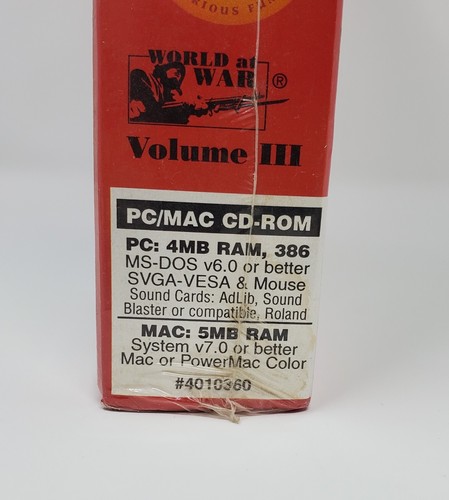 WORLD at
WAR ®
Volume III
PC/MAC CD-ROM
PC: 4MB RAM, 386
MS-DOS v6.0 or better
SVGA-VESA & Mouse
Sound Cards: AdLib, Sound
Blaster or compatible, Roland
MAC: 5MB RAM
System v7.0 or better
Mac or PowerMac Color
#4010360